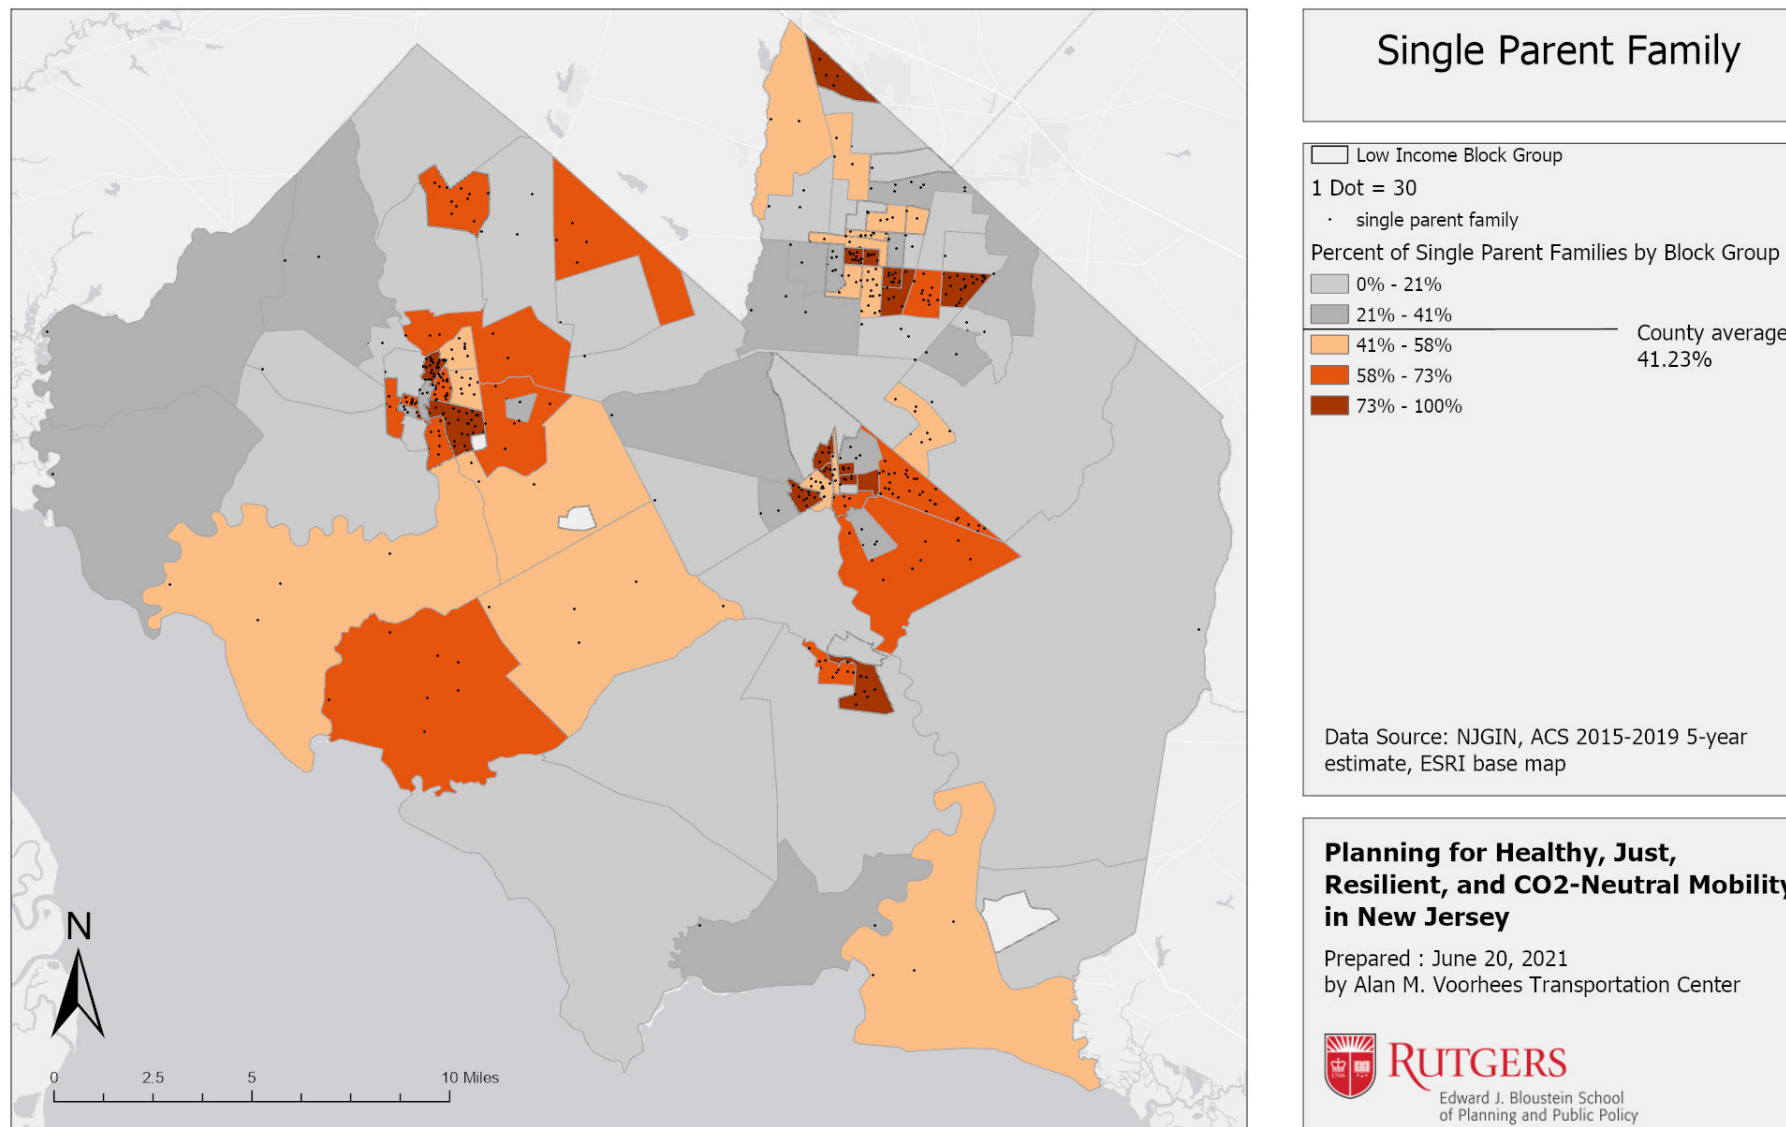 Single Parent Family
Low Income Block Group
1 Dot = 30
single parent family
Percent of Single Parent Families by Block Group
0% - 21%
21% - 41%
41% - 58%
58% - 73%
73% - 100%
County average
41.23%
Data Source: NJGIN, ACS 2015-2019 5-year
estimate, ESRI base map
Planning for Healthy, Just,
Resilient, and CO2-Neutral Mobility
in New Jersey
Prepared : June 20, 2021
by Alan M. Voorhees Transportation Center
1766
RUTGERS
Edward J. Bloustein School
of Planning and Public Policy
N
0 2.5 5 10 Miles